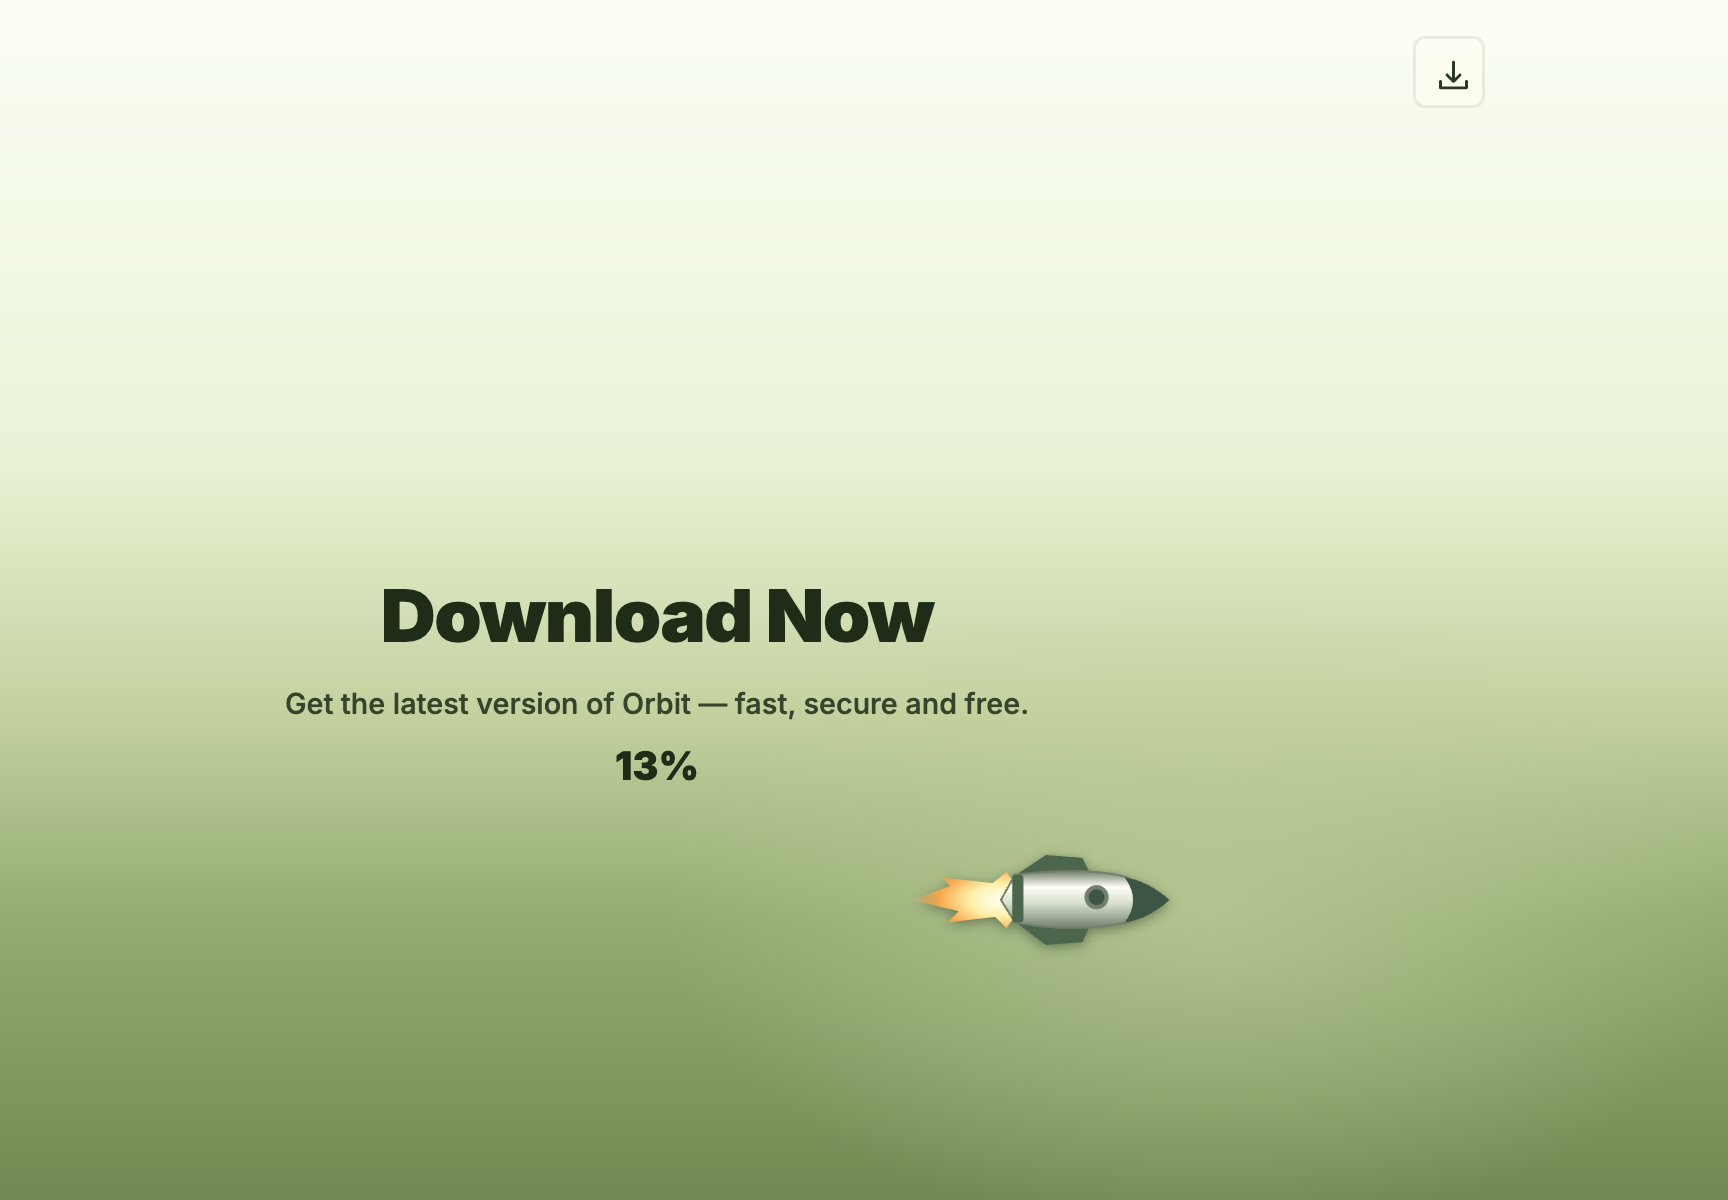 Download Now
Get the latest version of Orbit — fast, secure and free.
13%